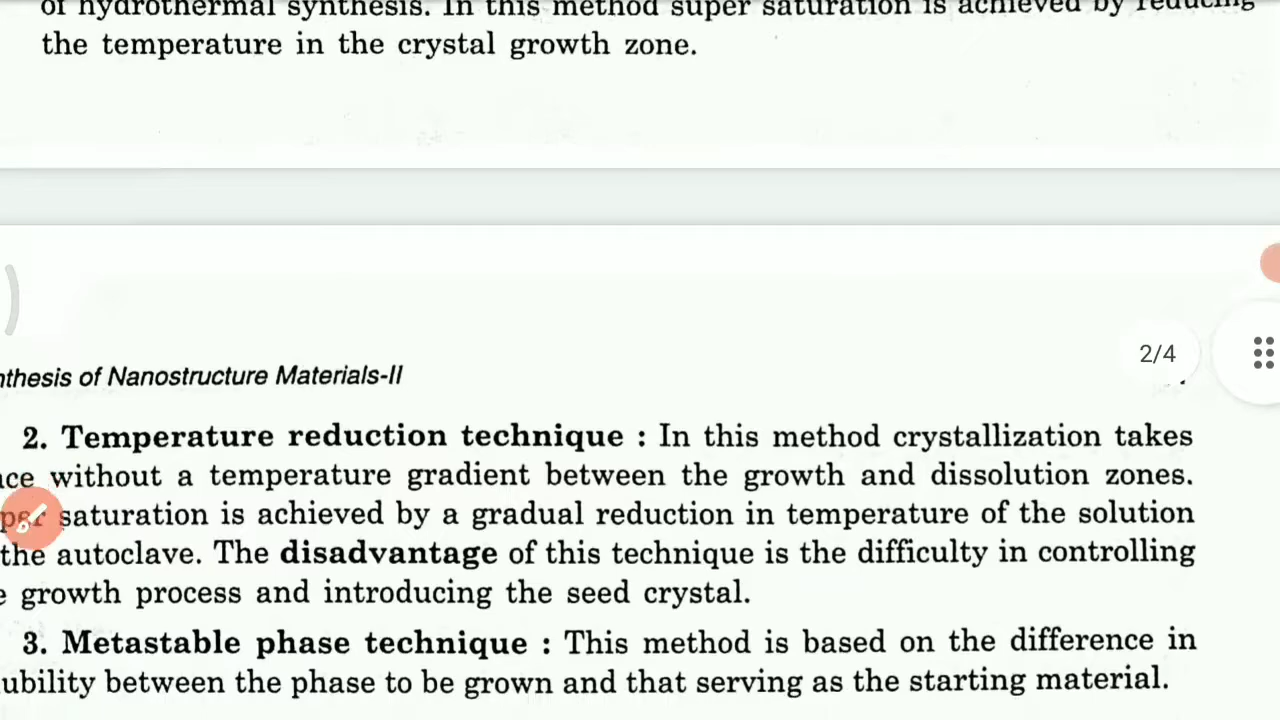 of hydrothermal synthesis. In this method super saturation is achieved by reducing
the temperature in the crystal growth zone.
2/4
nthesis of Nanostructure Materials-II
2. Temperature reduction technique : In this method crystallization takes
ace without a temperature gradient between the growth and dissolution zones.
per saturation is achieved by a gradual reduction in temperature of the solution
the autoclave. The disadvantage of this technique is the difficulty in controlling
e growth process and introducing the seed crystal.
3. Metastable phase technique : This method is based on the difference in
ubility between the phase to be grown and that serving as the starting material.